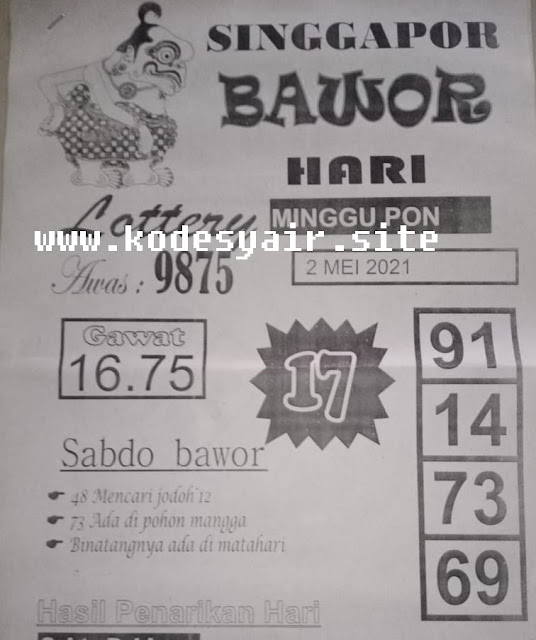 SINGGAPOR
BAWOR
HARI
Lottery MINGGU PON
www.kodesyair.site
Awas : 9875
2 MEI 2021
Gawat
16.75
17
91
14
73
69
Sabdo bawor
☛ 48 Mencari jodoh'12
☛ 73 Ada di pohon mangga
☛ Binatangnya ada di matahari
Hasil Penarikan Hari